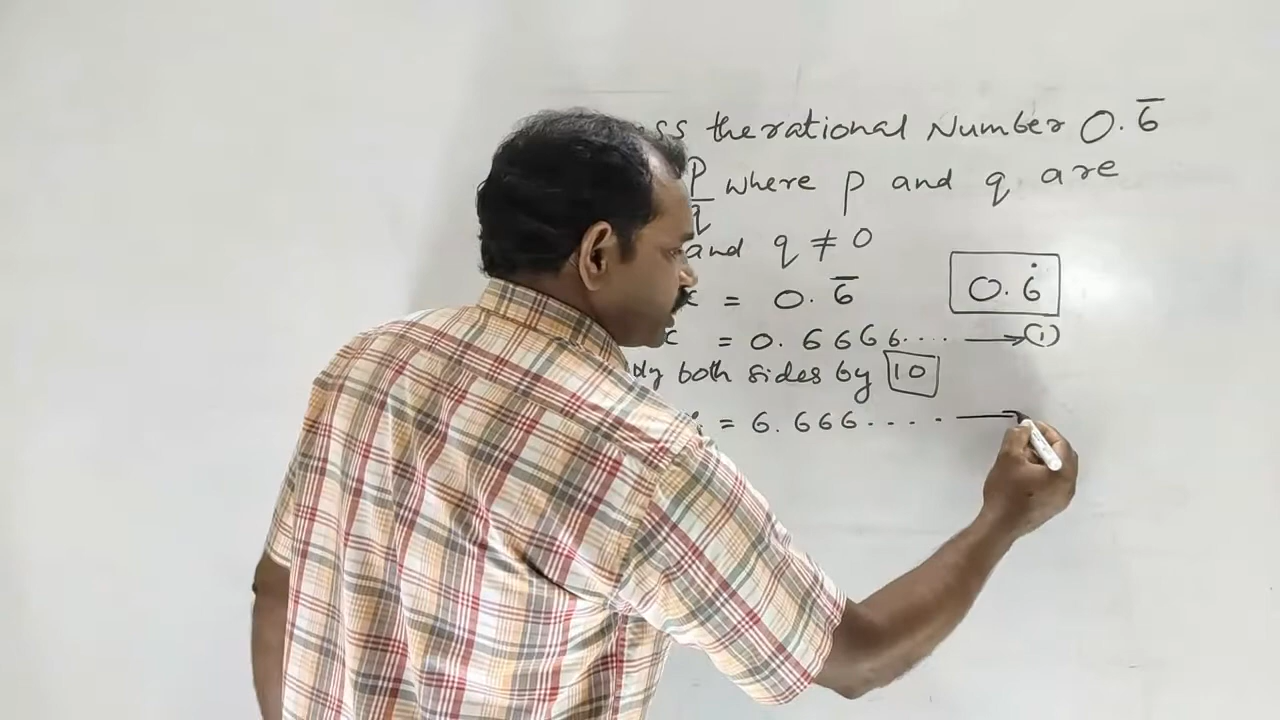 the rational Number 0.6̅
p/q where p and q are
and q ≠ 0
= 0.6̅
0.6̇
= 0.6666.... → (1)
both sides by 10
= 6.666.... →